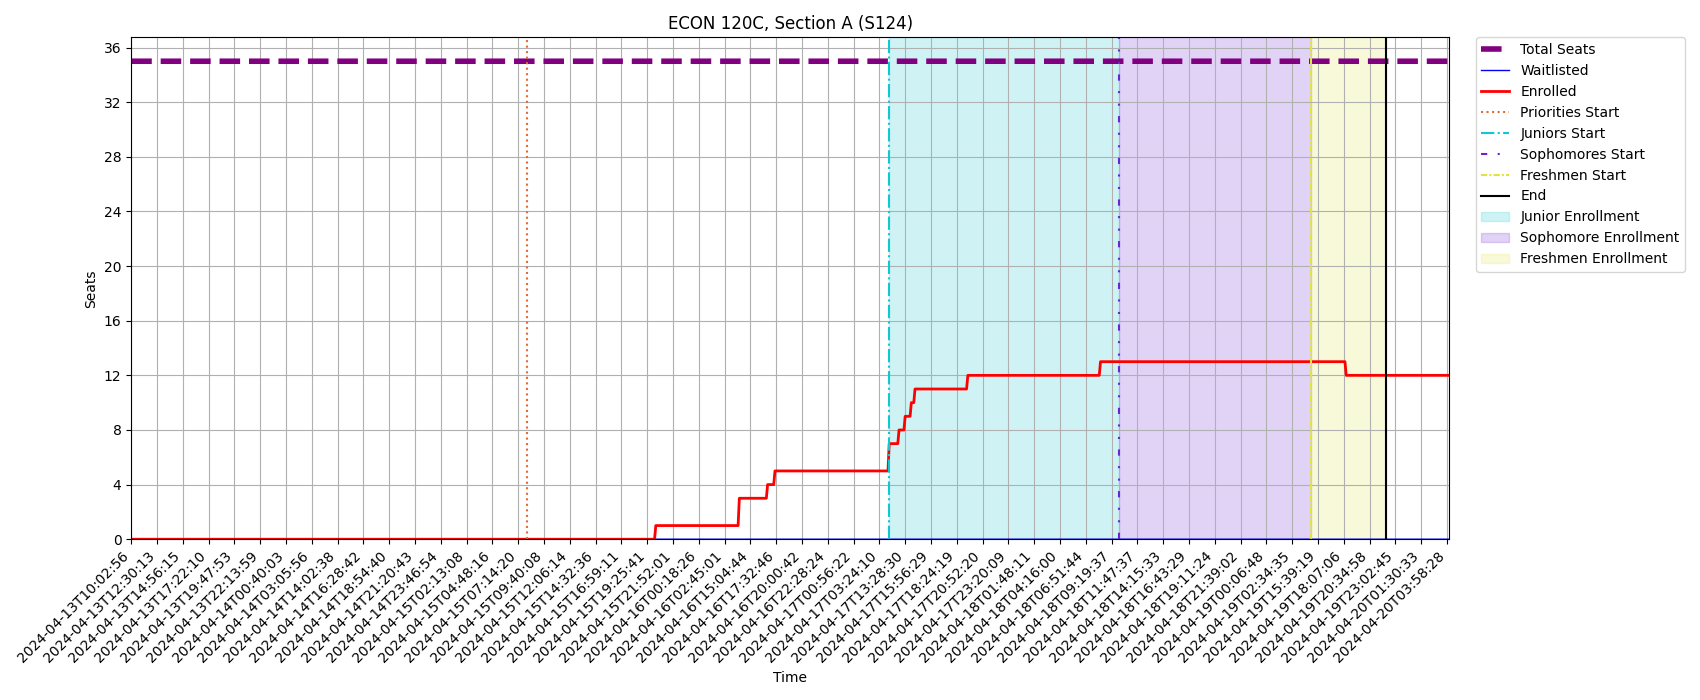 ECON 120C, Section A (S124)
36
32
28
24
20
16
12
8
4
0
Seats
2024-04-13T10:02:56
2024-04-13T12:30:13
2024-04-13T14:56:15
2024-04-13T17:22:10
2024-04-13T19:47:53
2024-04-13T22:13:59
2024-04-14T00:40:03
2024-04-14T03:05:56
2024-04-14T14:02:38
2024-04-14T16:28:42
2024-04-14T18:54:40
2024-04-14T21:20:43
2024-04-14T23:46:54
2024-04-15T02:13:08
2024-04-15T04:48:16
2024-04-15T07:14:20
2024-04-15T09:40:08
2024-04-15T12:06:14
2024-04-15T14:32:36
2024-04-15T16:59:11
2024-04-15T19:25:41
2024-04-15T21:52:01
2024-04-16T00:18:26
2024-04-16T02:45:01
2024-04-16T15:04:44
2024-04-16T17:32:46
2024-04-16T20:00:42
2024-04-16T22:28:24
2024-04-17T00:56:22
2024-04-17T03:24:10
2024-04-17T13:28:30
2024-04-17T15:56:29
2024-04-17T18:24:19
2024-04-17T20:52:20
2024-04-17T23:20:09
2024-04-18T01:48:11
2024-04-18T04:16:00
2024-04-18T06:51:44
2024-04-18T09:19:37
2024-04-18T11:47:37
2024-04-18T14:15:33
2024-04-18T16:43:29
2024-04-18T19:11:24
2024-04-18T21:39:02
2024-04-19T00:06:48
2024-04-19T02:34:35
2024-04-19T15:39:19
2024-04-19T18:07:06
2024-04-19T20:34:58
2024-04-19T23:02:45
2024-04-20T01:30:33
2024-04-20T03:58:28
Time
Total Seats
Waitlisted
Enrolled
Priorities Start
Juniors Start
Sophomores Start
Freshmen Start
End
Junior Enrollment
Sophomore Enrollment
Freshmen Enrollment